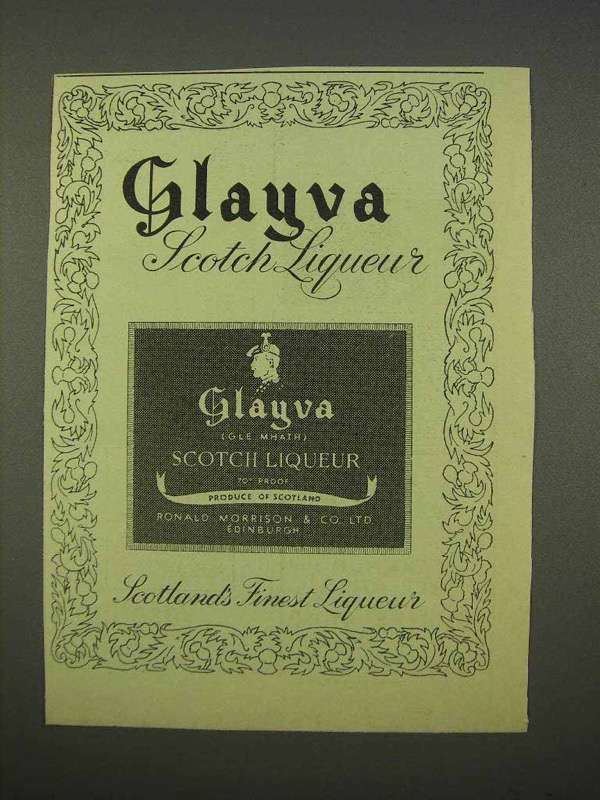 Glayva
Scotch Liqueur
Glayva
(GLÉ MHATH)
SCOTCH LIQUEUR
70° PROOF
PRODUCE OF SCOTLAND
RONALD MORRISON & CO LTD
EDINBURGH
Scotland's Finest Liqueur